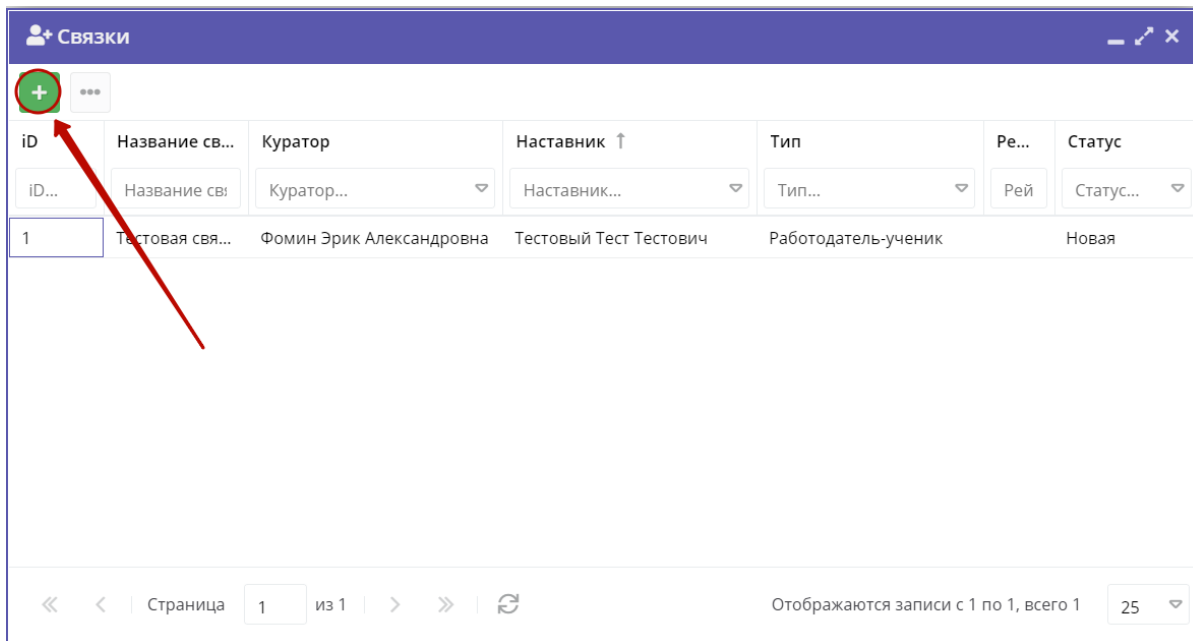 Связки
iD Название св... Куратор Наставник Тип Ре... Статус
iD... Название свя Куратор... Наставник... Тип... Рей Статус...
1 Тестовая свя... Фомин Эрик Александровна Тестовый Тест Тестович Работодатель-ученик Новая
Страница 1 из 1 Отображаются записи с 1 по 1, всего 1 25